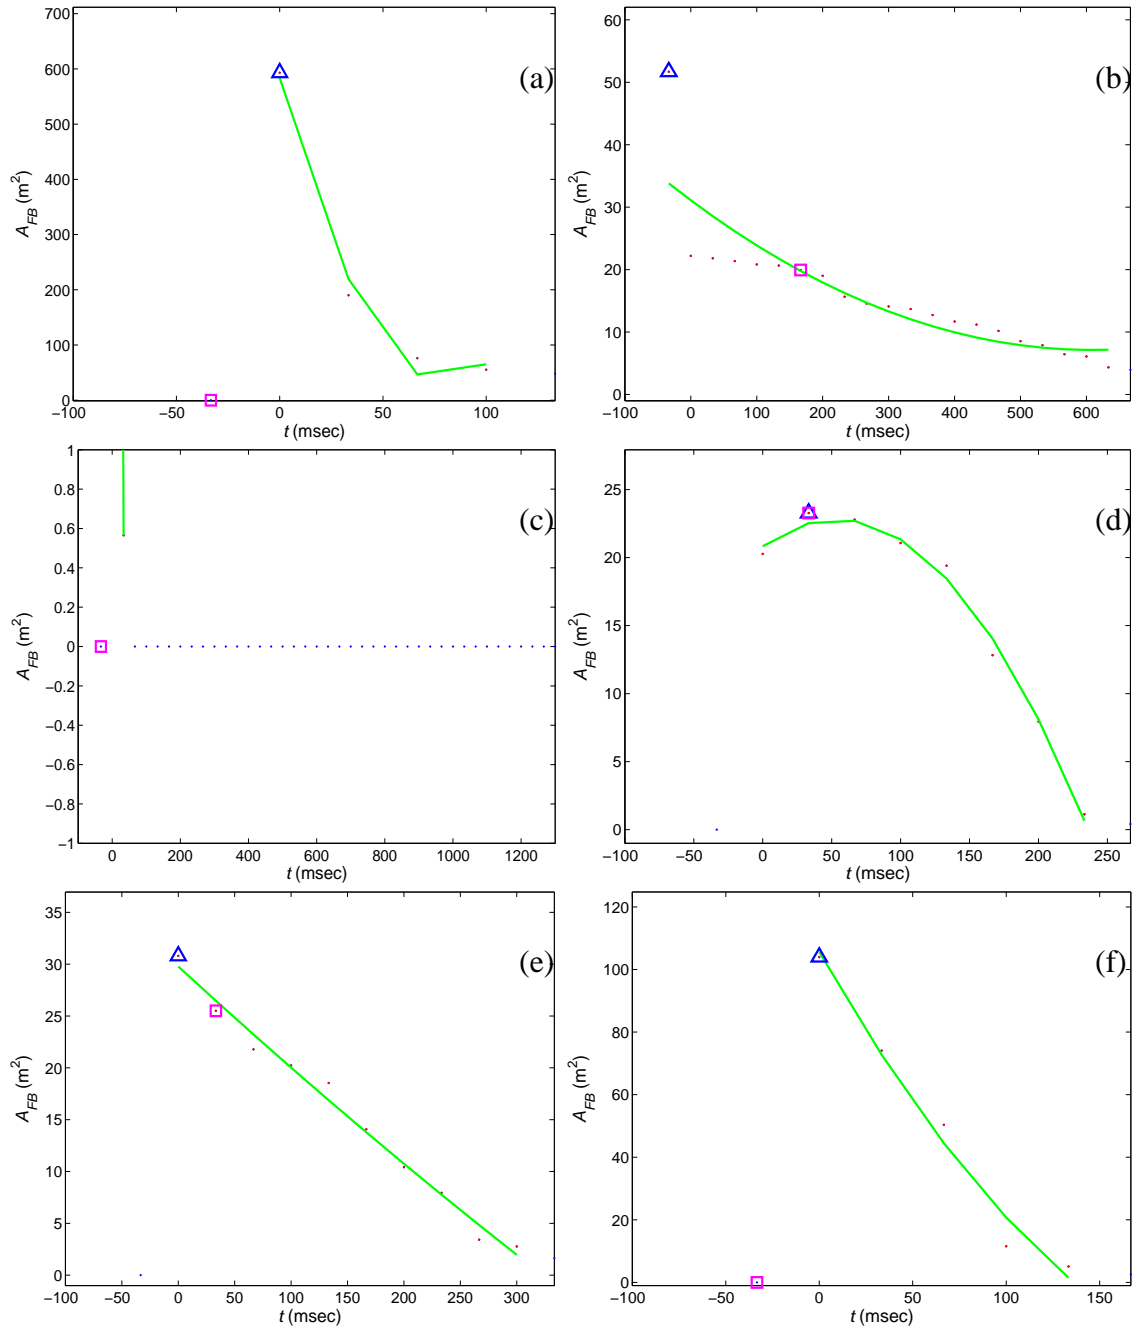 700
600
500
400
300
200
100
0
A_FB (m²)
(a)
−100 −50 0 50 100
t (msec)
60
50
40
30
20
10
0
A_FB (m²)
(b)
−100 0 100 200 300 400 500 600
t (msec)
1
0.8
0.6
0.4
0.2
0
−0.2
−0.4
−0.6
−0.8
−1
A_FB (m²)
(c)
0 200 400 600 800 1000 1200
t (msec)
25
20
15
10
5
0
A_FB (m²)
(d)
−100 −50 0 50 100 150 200 250
t (msec)
35
30
25
20
15
10
5
0
A_FB (m²)
(e)
−100 −50 0 50 100 150 200 250 300
t (msec)
120
100
80
60
40
20
0
A_FB (m²)
(f)
−100 −50 0 50 100 150
t (msec)